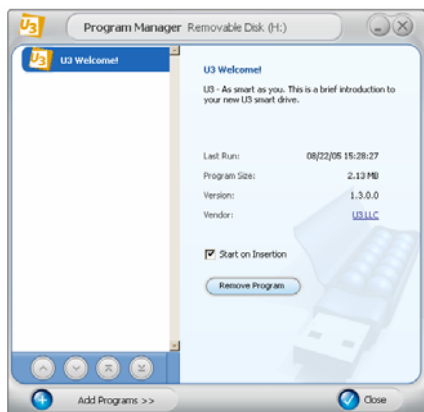 U3 Program Manager Removable Disk (H:)
U3 U3 Welcome!
U3 Welcome!
U3 - As smart as you. This is a brief introduction to
your new U3 smart drive.
Last Run: 08/22/05 15:28:27
Program Size: 2.13 MB
Version: 1.3.0.0
Vendor: U3 LLC
Start on Insertion
Remove Program
Add Programs >> Close